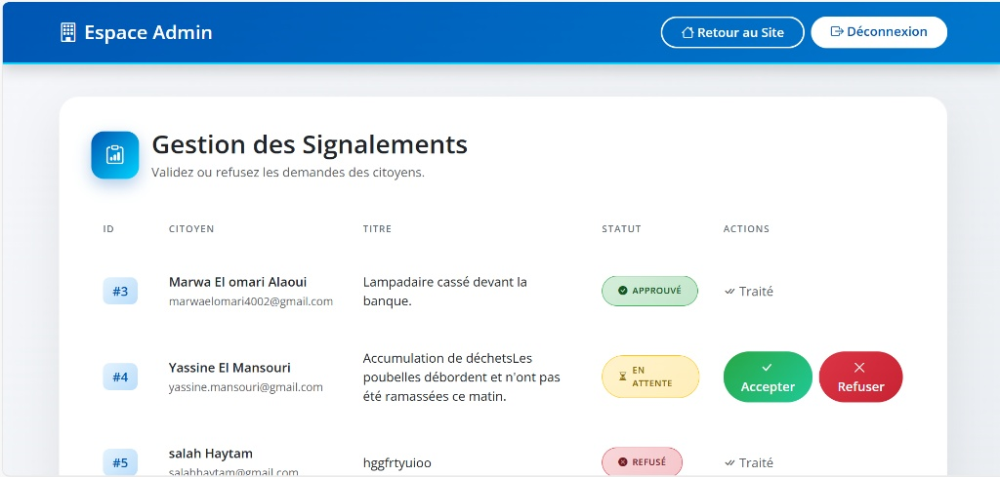 Espace Admin
Retour au Site
Déconnexion
Gestion des Signalements
Validez ou refusez les demandes des citoyens.
ID CITOYEN TITRE STATUT ACTIONS
#3
Marwa El omari Alaoui
marwaelomari4002@gmail.com
Lampadaire cassé devant la
banque.
APPROUVÉ
Traité
#4
Yassine El Mansouri
yassine.mansouri@gmail.com
Accumulation de déchetsLes
poubelles débordent et n'ont pas
été ramassées ce matin.
EN
ATTENTE
Accepter
Refuser
#5
salah Haytam
salahhaytam@gmail.com
hggfrtyuioo
REFUSÉ
Traité